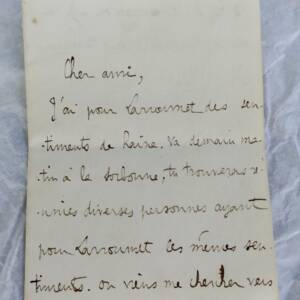 Cher ami,
J'ai pour Larroumet des sen-
timents de haine. Va demain ma-
tin à la Sorbonne, tu trouveras ré-
unies diverses personnes ayant
pour Larroumet les mêmes sen-
timents. Ou viens me chercher vers